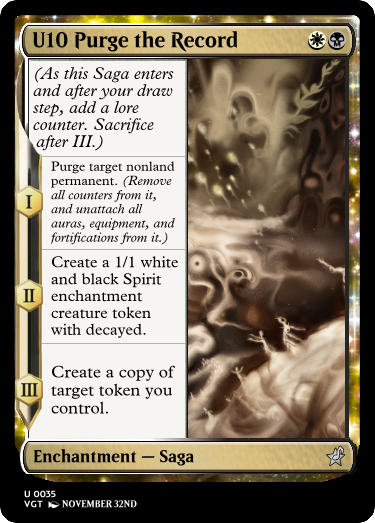 U10 Purge the Record
(As this Saga enters
and after your draw
step, add a lore
counter. Sacrifice
after III.)
I
Purge target nonland
permanent. (Remove
all counters from it,
and unattach all
auras, equipment, and
fortifications from it.)
II
Create a 1/1 white
and black Spirit
enchantment
creature token
with decayed.
III
Create a copy of
target token you
control.
Enchantment — Saga
U 0035
VGT NOVEMBER 32ND